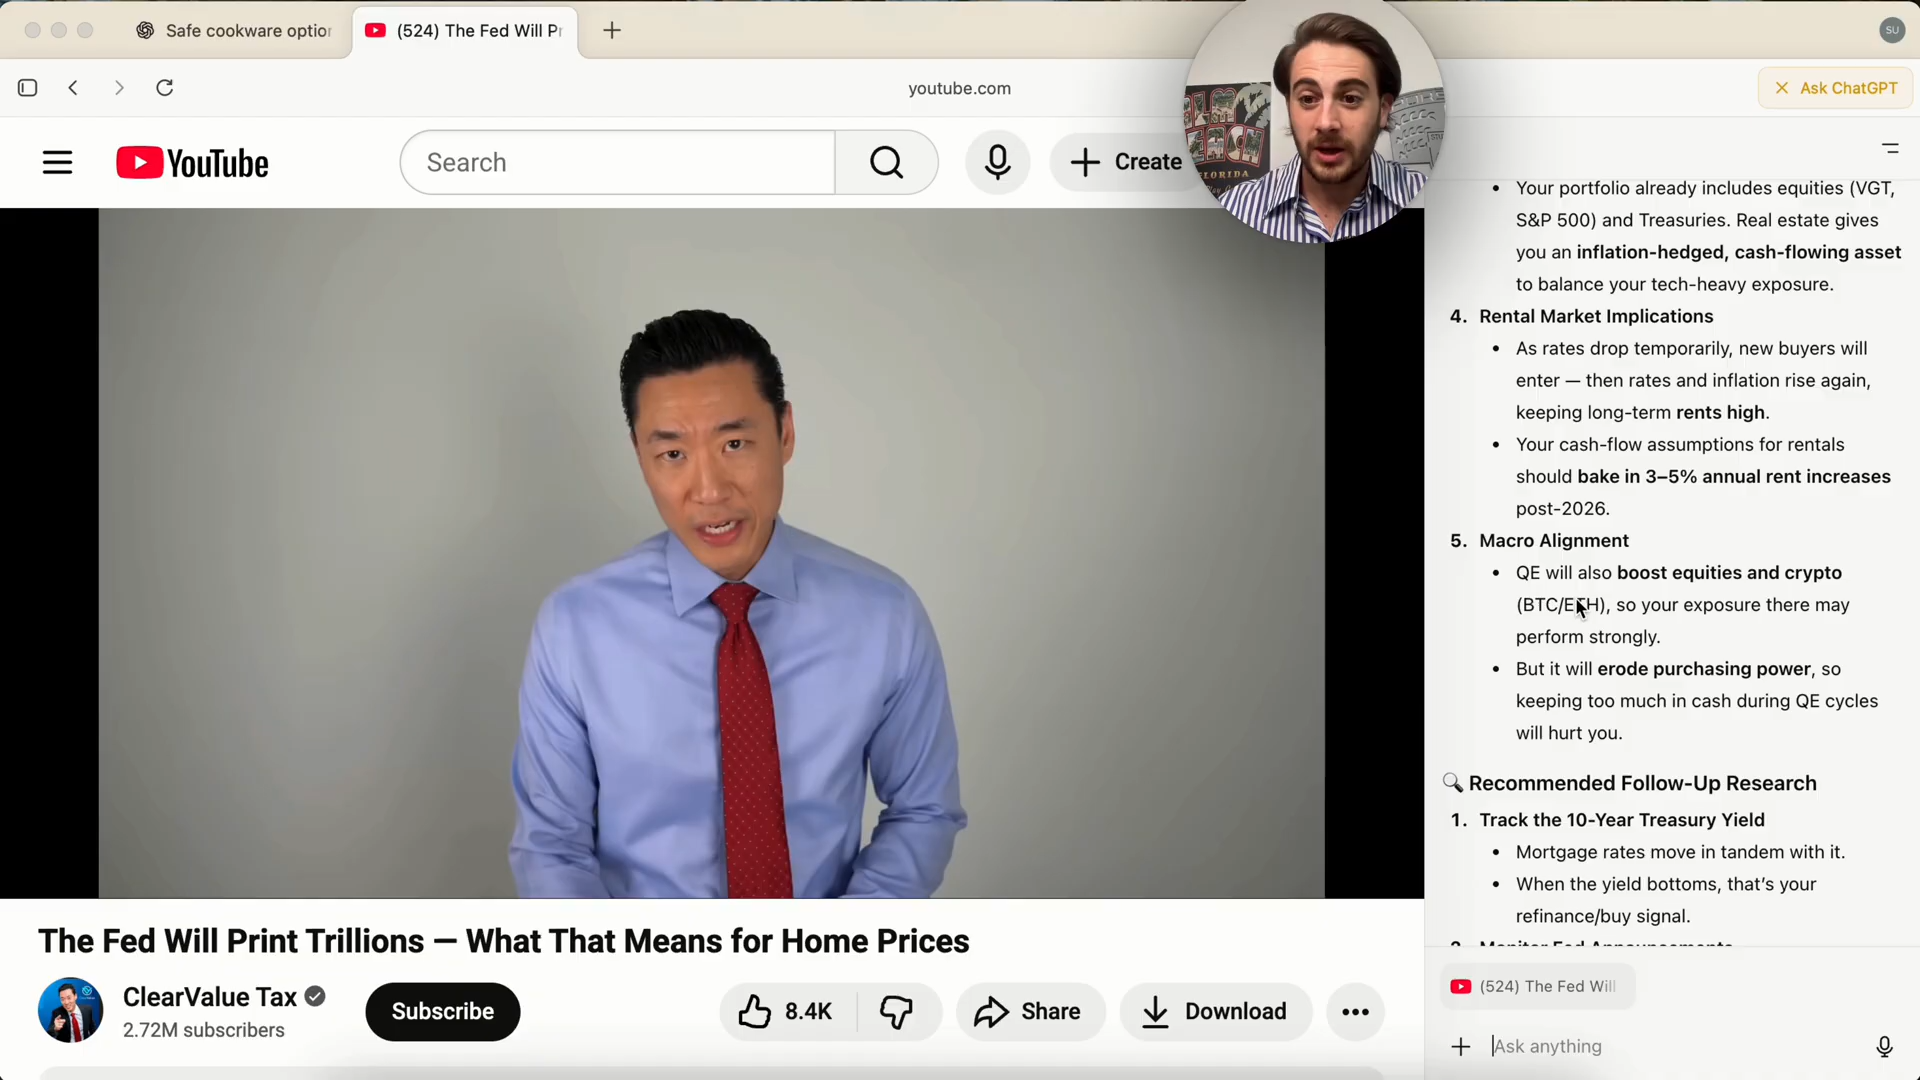 Safe cookware option
(524) The Fed Will Pr
SU
youtube.com
Ask ChatGPT
YouTube
Search
Create
FLORIDA
Your portfolio already includes equities (VGT,
S&P 500) and Treasuries. Real estate gives
you an inflation-hedged, cash-flowing asset
to balance your tech-heavy exposure.
4. Rental Market Implications
As rates drop temporarily, new buyers will
enter — then rates and inflation rise again,
keeping long-term rents high.
Your cash-flow assumptions for rentals
should bake in 3–5% annual rent increases
post-2026.
5. Macro Alignment
QE will also boost equities and crypto
(BTC/ETH), so your exposure there may
perform strongly.
But it will erode purchasing power, so
keeping too much in cash during QE cycles
will hurt you.
🔍 Recommended Follow-Up Research
1. Track the 10-Year Treasury Yield
Mortgage rates move in tandem with it.
When the yield bottoms, that's your
refinance/buy signal.
2. Monitor Fed Announcements
(524) The Fed Will
Ask anything
The Fed Will Print Trillions — What That Means for Home Prices
ClearValue Tax
2.72M subscribers
Subscribe
8.4K
Share
Download